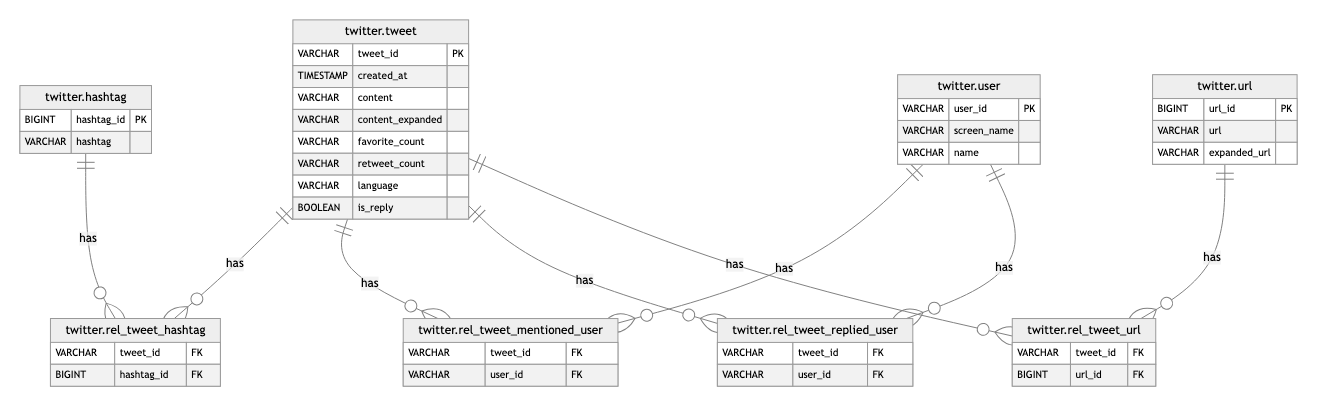 twitter.tweet
VARCHAR tweet_id PK
TIMESTAMP created_at
VARCHAR content
VARCHAR content_expanded
VARCHAR favorite_count
VARCHAR retweet_count
VARCHAR language
BOOLEAN is_reply
twitter.hashtag
BIGINT hashtag_id PK
VARCHAR hashtag
twitter.user
VARCHAR user_id PK
VARCHAR screen_name
VARCHAR name
twitter.url
BIGINT url_id PK
VARCHAR url
VARCHAR expanded_url
has
has
has
has
has
has
has
has
twitter.rel_tweet_hashtag
VARCHAR tweet_id FK
BIGINT hashtag_id FK
twitter.rel_tweet_mentioned_user
VARCHAR tweet_id FK
VARCHAR user_id FK
twitter.rel_tweet_replied_user
VARCHAR tweet_id FK
VARCHAR user_id FK
twitter.rel_tweet_url
VARCHAR tweet_id FK
BIGINT url_id FK